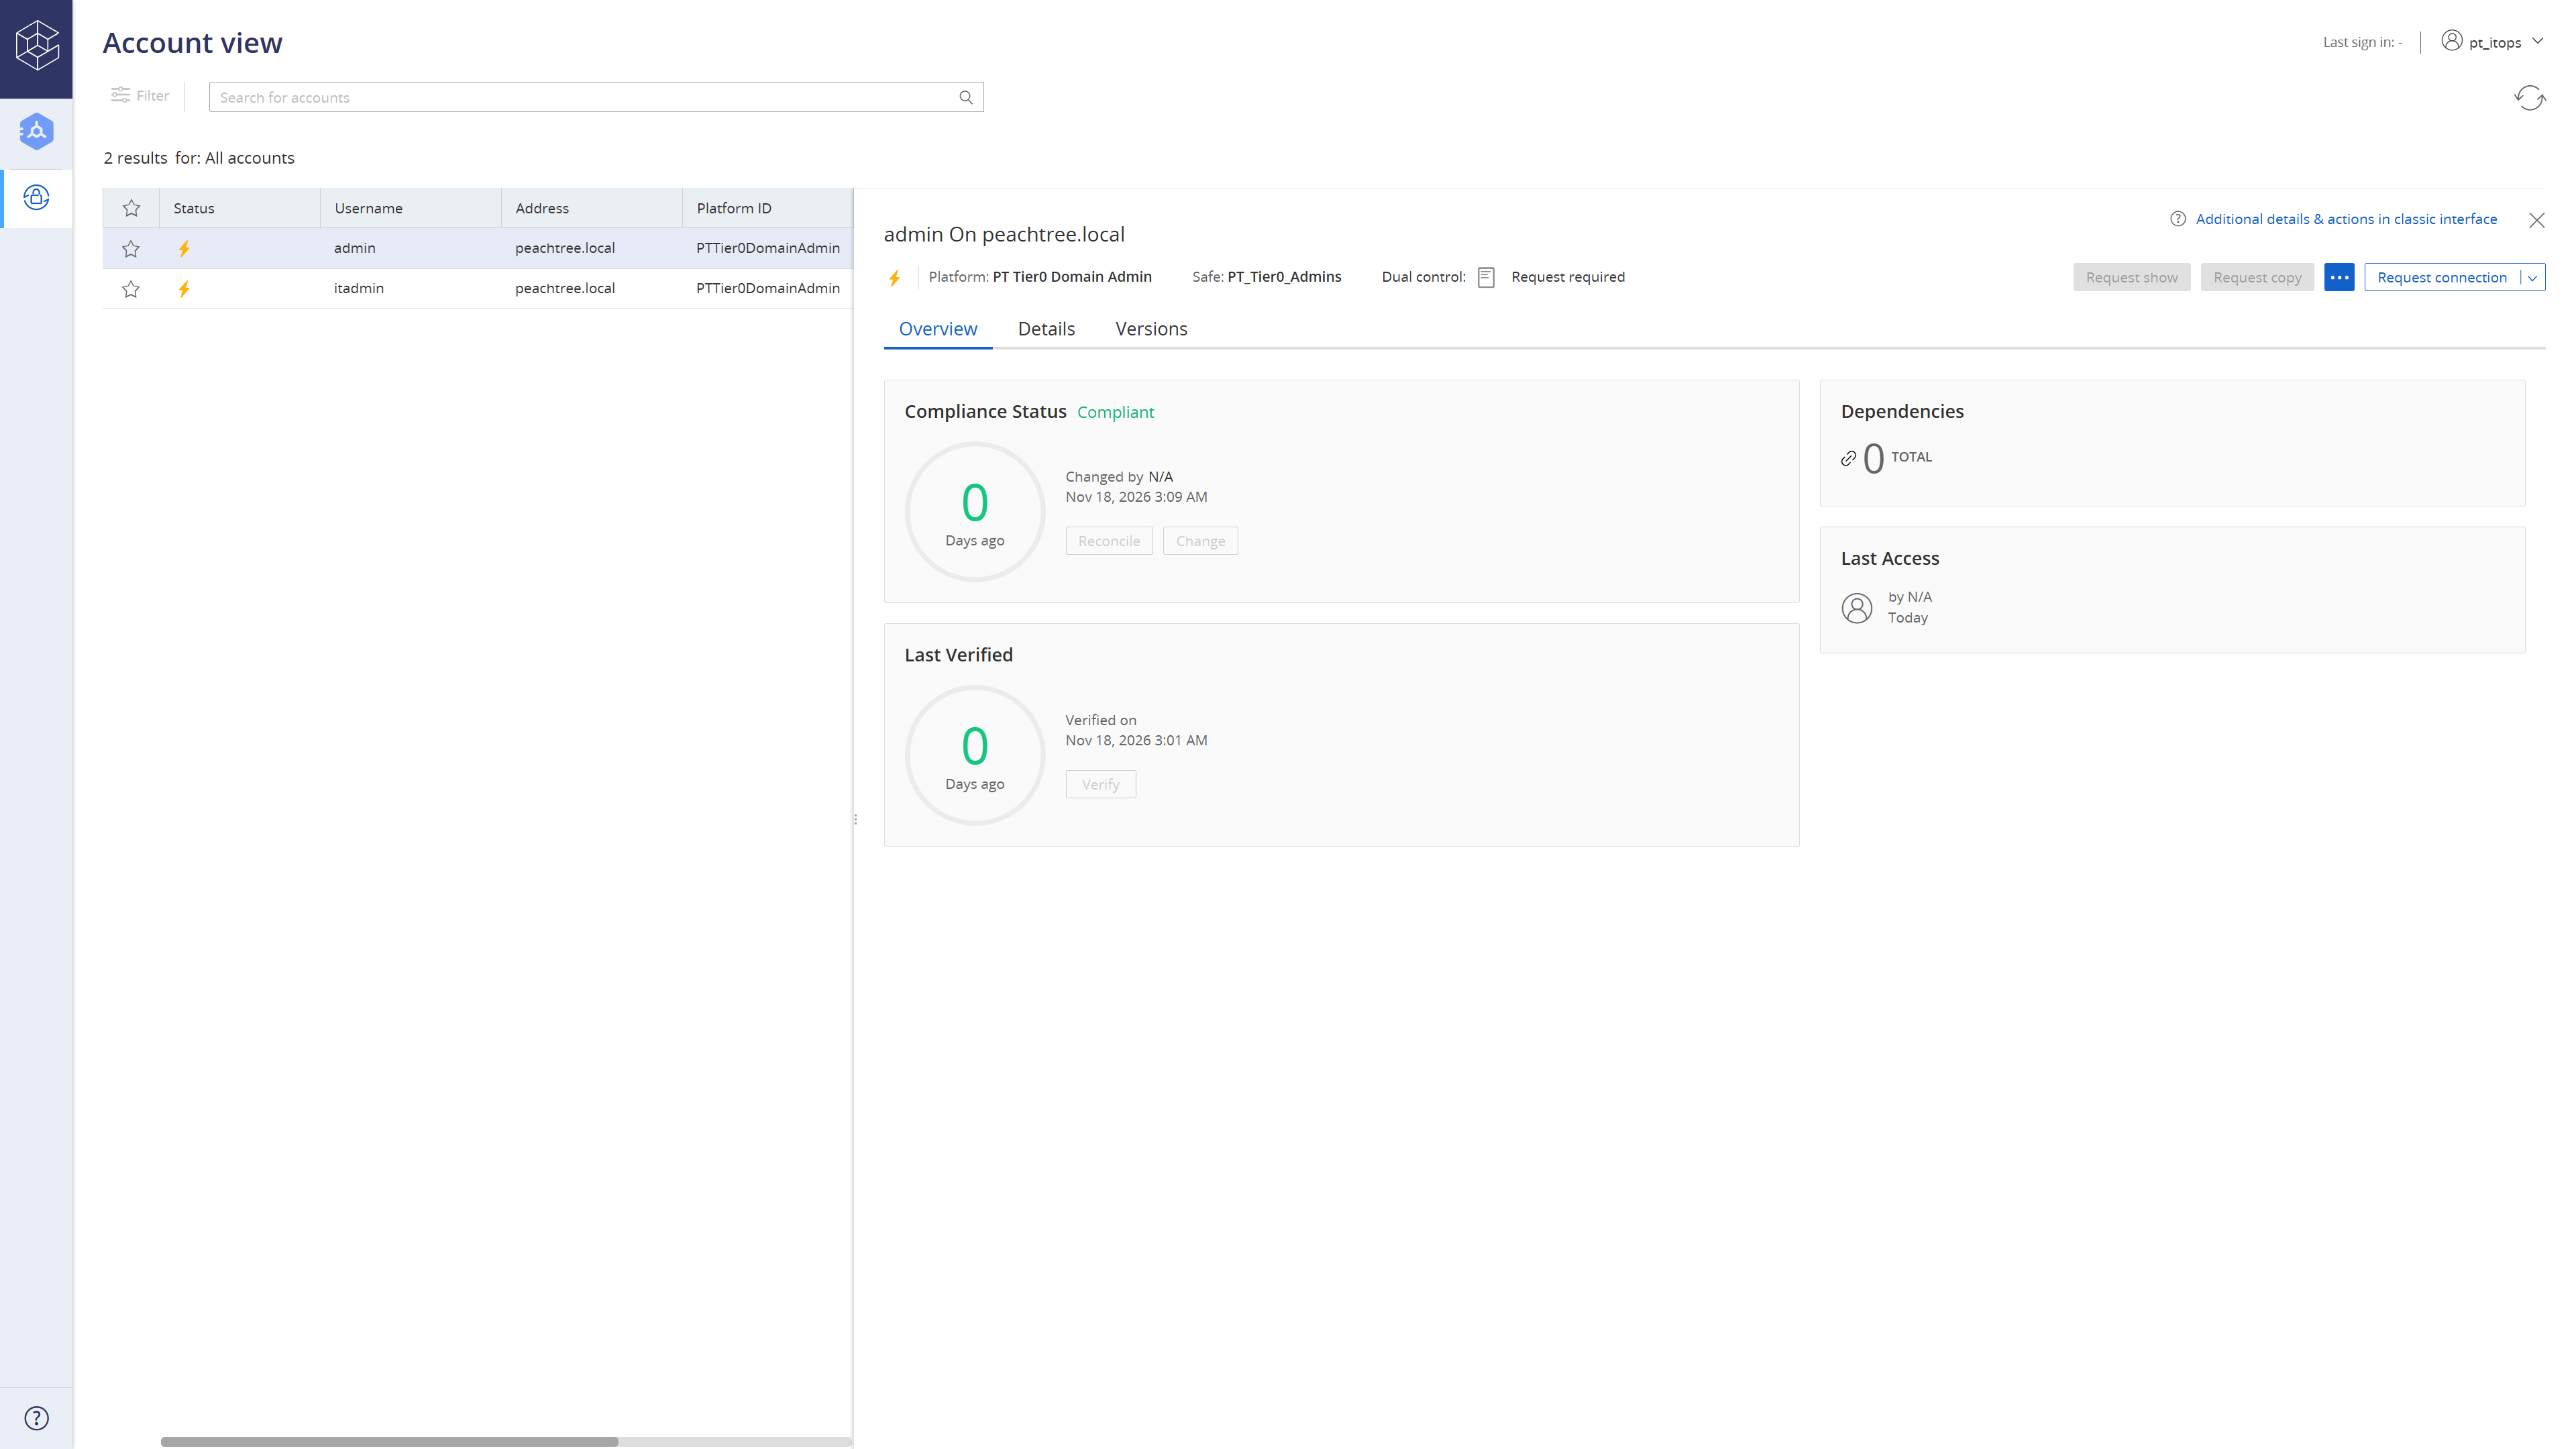 Account view
Last sign in: -
pt_itops
Filter
Search for accounts
2 results for: All accounts
Status Username Address Platform ID
admin peachtree.local PTTier0DomainAdmin
itadmin peachtree.local PTTier0DomainAdmin
Additional details & actions in classic interface
admin On peachtree.local
Platform: PT Tier0 Domain Admin Safe: PT_Tier0_Admins Dual control: Request required
Request show Request copy ... Request connection
Overview Details Versions
Compliance Status Compliant
0
Days ago
Changed by N/A
Nov 18, 2026 3:09 AM
Reconcile Change
Last Verified
0
Days ago
Verified on
Nov 18, 2026 3:01 AM
Verify
Dependencies
0 TOTAL
Last Access
by N/A
Today